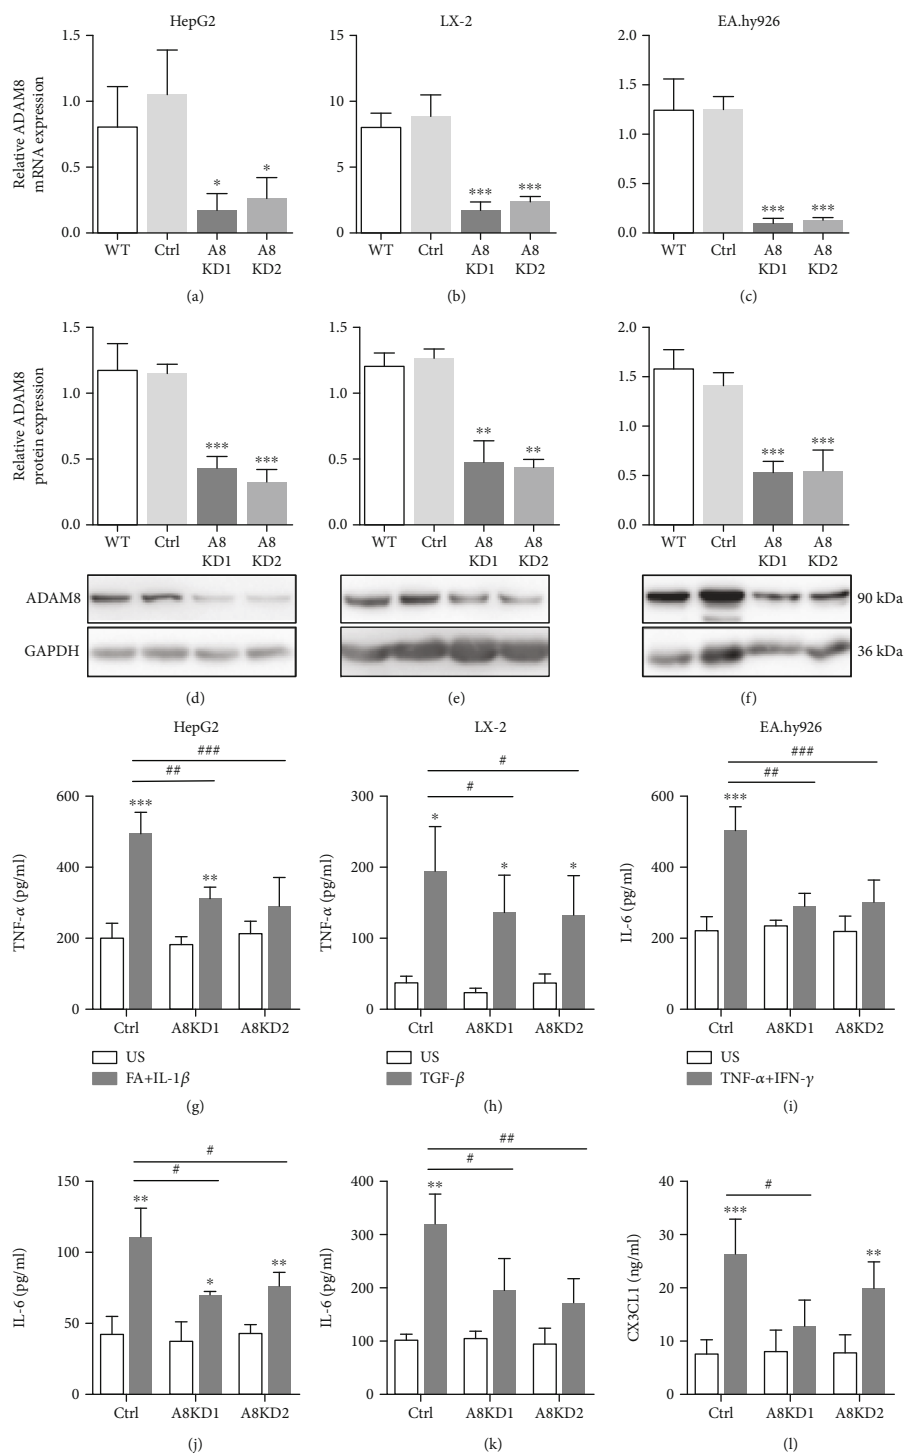 HepG2
LX-2
EA.hy926
Relative ADAM8
mRNA expression
1.5
1.0
0.5
0.0
* *
WT Ctrl A8 A8
KD1 KD2
(a)
15
10
5
0
*** ***
WT Ctrl A8 A8
KD1 KD2
(b)
2.0
1.5
1.0
0.5
0.0
*** ***
WT Ctrl A8 A8
KD1 KD2
(c)
Relative ADAM8
protein expression
1.5
1.0
0.5
0.0
*** ***
WT Ctrl A8 A8
KD1 KD2
ADAM8
GAPDH
(d)
1.5
1.0
0.5
0.0
** **
WT Ctrl A8 A8
KD1 KD2
(e)
2.0
1.5
1.0
0.5
0.0
*** ***
WT Ctrl A8 A8
KD1 KD2
90 kDa
36 kDa
(f)
HepG2
LX-2
EA.hy926
TNF-α (pg/ml)
600
400
200
0
###
##
***
**
Ctrl A8KD1 A8KD2
US
FA+IL-1β
(g)
TNF-α (pg/ml)
300
200
100
0
#
#
* * *
Ctrl A8KD1 A8KD2
US
TGF-β
(h)
IL-6 (pg/ml)
600
400
200
0
###
##
***
Ctrl A8KD1 A8KD2
US
TNF-α+IFN-γ
(i)
IL-6 (pg/ml)
150
100
50
0
#
#
** * **
Ctrl A8KD1 A8KD2
(j)
IL-6 (pg/ml)
400
300
200
100
0
##
#
**
Ctrl A8KD1 A8KD2
(k)
CX3CL1 (ng/ml)
40
30
20
10
0
#
*** **
Ctrl A8KD1 A8KD2
(l)